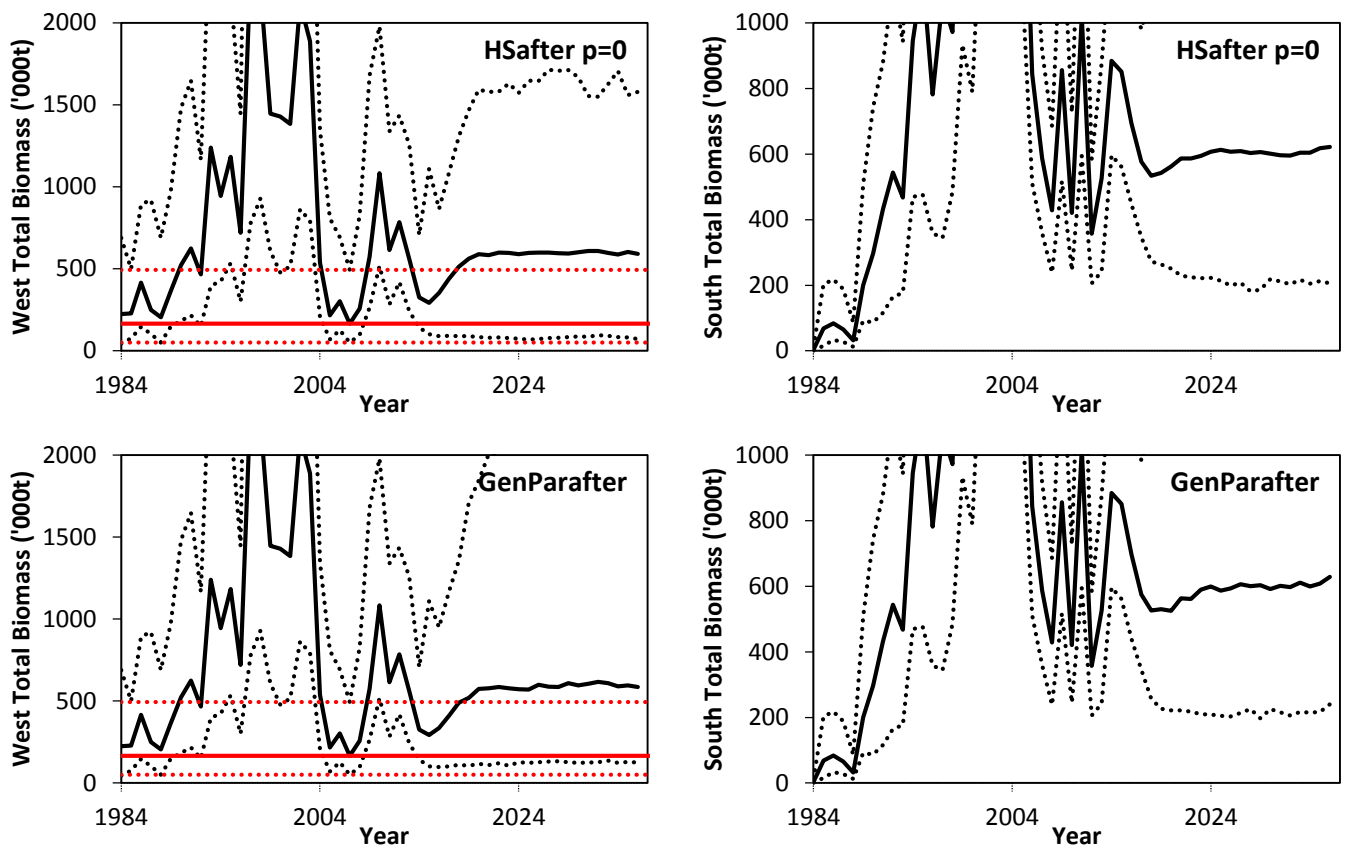 HSafter p=0
West Total Biomass ('000t)
2000
1500
1000
500
0
1984
2004
2024
Year
HSafter p=0
South Total Biomass ('000t)
1000
800
600
400
200
0
1984
2004
2024
Year
GenParafter
West Total Biomass ('000t)
2000
1500
1000
500
0
1984
2004
2024
Year
GenParafter
South Total Biomass ('000t)
1000
800
600
400
200
0
1984
2004
2024
Year